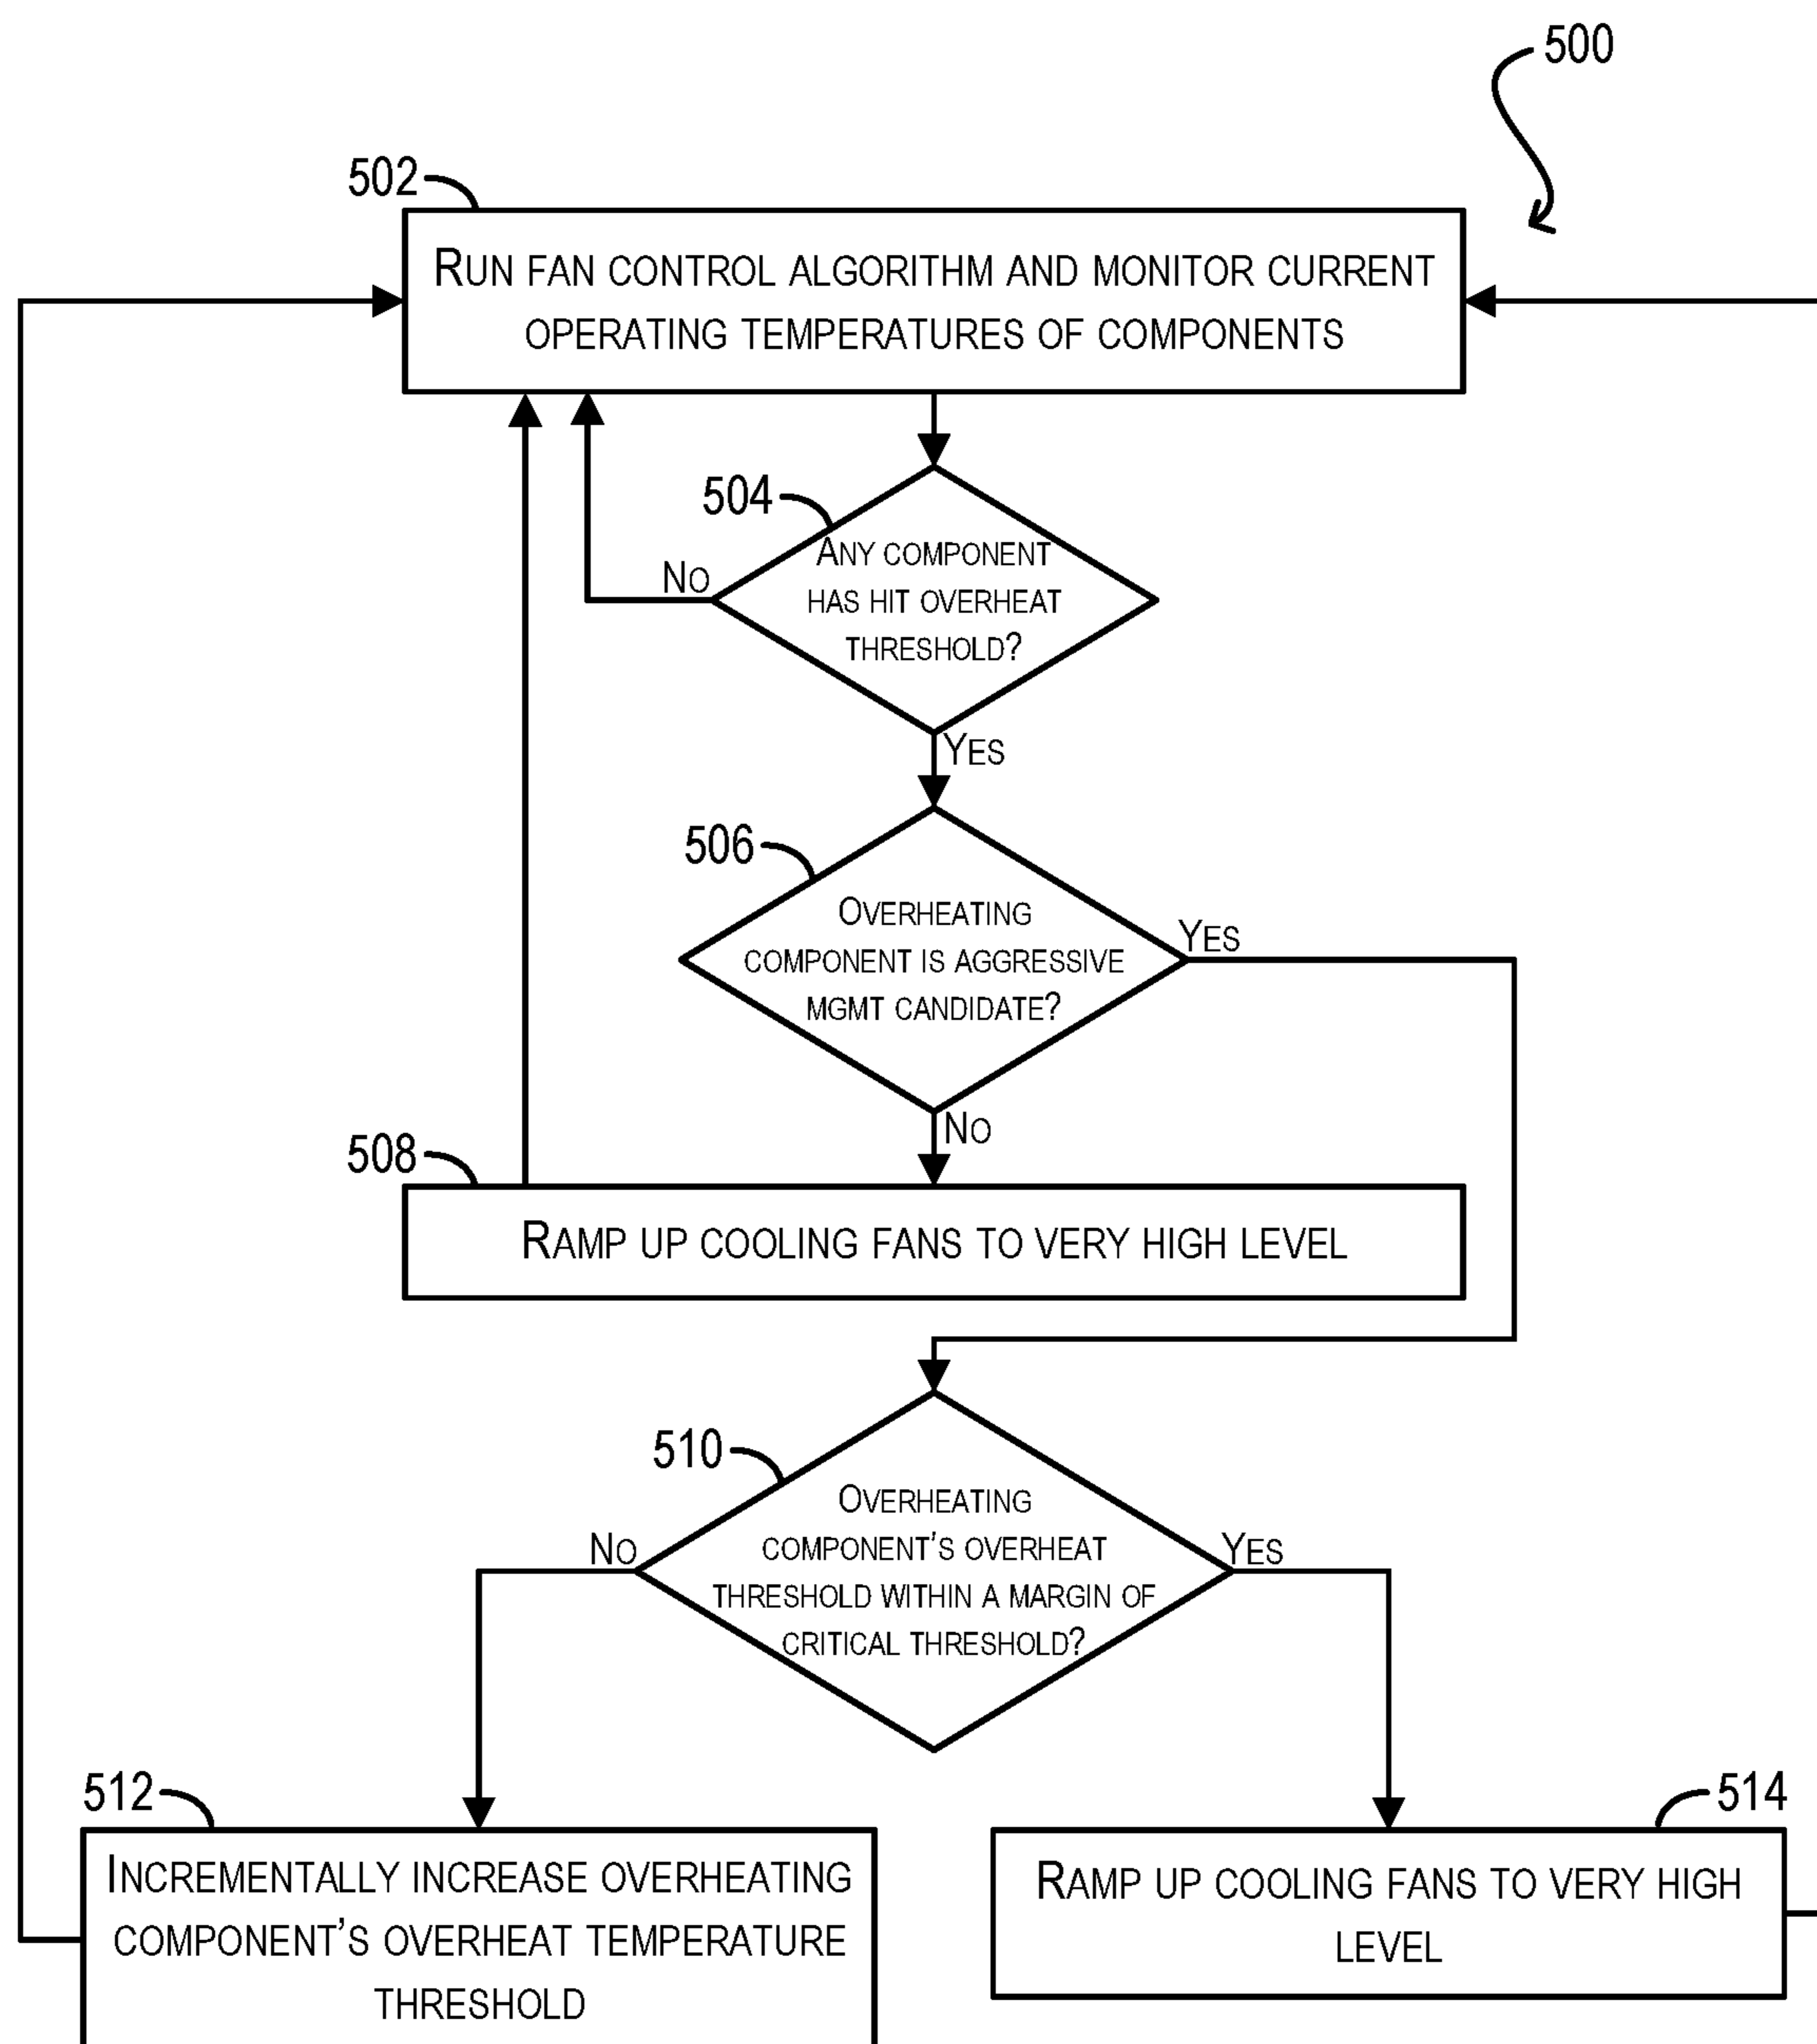 500
502
RUN FAN CONTROL ALGORITHM AND MONITOR CURRENT
OPERATING TEMPERATURES OF COMPONENTS
504
ANY COMPONENT
HAS HIT OVERHEAT
THRESHOLD?
NO
YES
506
OVERHEATING
COMPONENT IS AGGRESSIVE
MGMT CANDIDATE?
YES
NO
508
RAMP UP COOLING FANS TO VERY HIGH LEVEL
510
OVERHEATING
COMPONENT'S OVERHEAT
THRESHOLD WITHIN A MARGIN OF
CRITICAL THRESHOLD?
NO
YES
512
INCREMENTALLY INCREASE OVERHEATING
COMPONENT'S OVERHEAT TEMPERATURE
THRESHOLD
514
RAMP UP COOLING FANS TO VERY HIGH
LEVEL